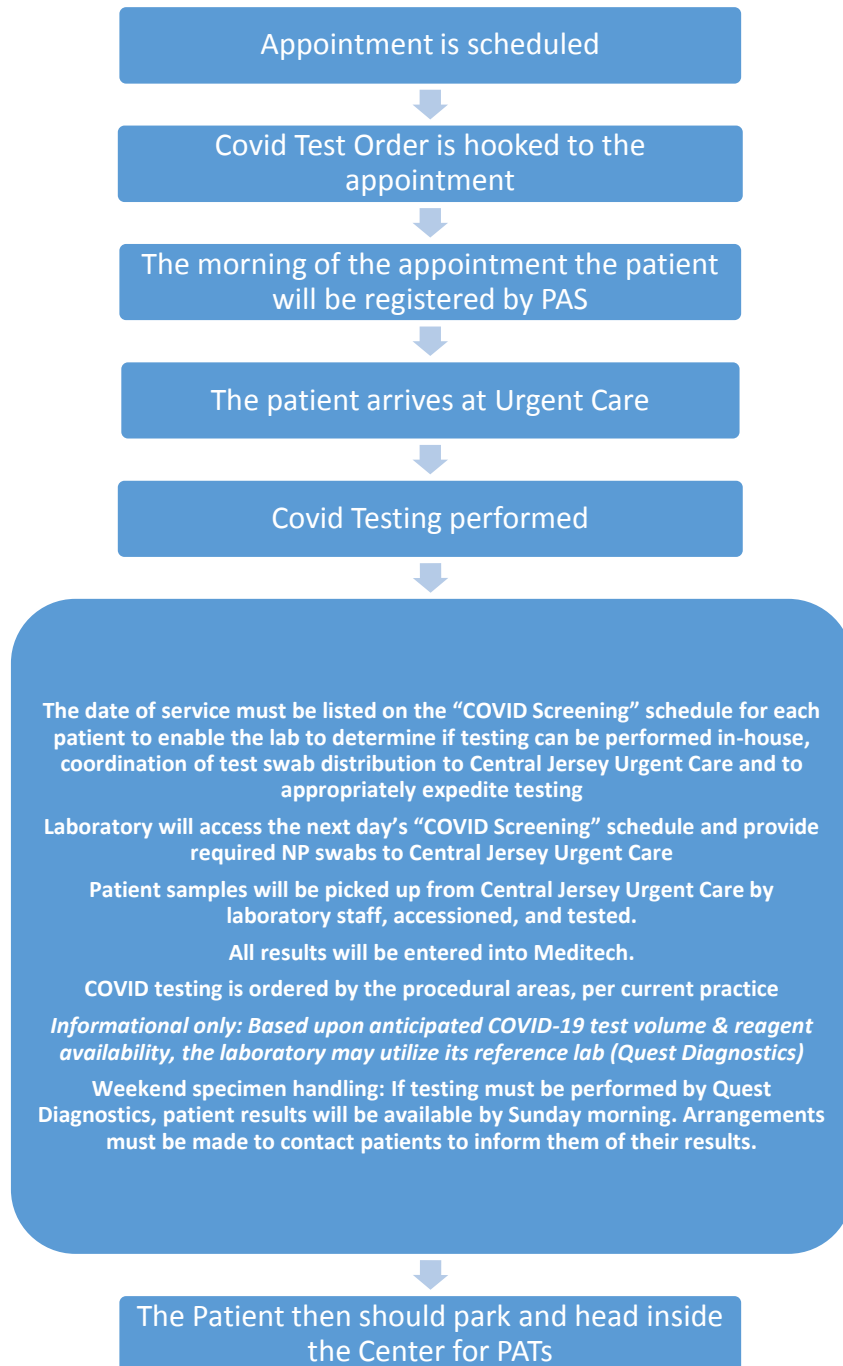 Appointment is scheduled
Covid Test Order is hooked to the
appointment
The morning of the appointment the patient
will be registered by PAS
The patient arrives at Urgent Care
Covid Testing performed
The date of service must be listed on the “COVID Screening” schedule for each
patient to enable the lab to determine if testing can be performed in-house,
coordination of test swab distribution to Central Jersey Urgent Care and to
appropriately expedite testing
Laboratory will access the next day’s “COVID Screening” schedule and provide
required NP swabs to Central Jersey Urgent Care
Patient samples will be picked up from Central Jersey Urgent Care by
laboratory staff, accessioned, and tested.
All results will be entered into Meditech.
COVID testing is ordered by the procedural areas, per current practice
Informational only: Based upon anticipated COVID-19 test volume & reagent
availability, the laboratory may utilize its reference lab (Quest Diagnostics)
Weekend specimen handling: If testing must be performed by Quest
Diagnostics, patient results will be available by Sunday morning. Arrangements
must be made to contact patients to inform them of their results.
The Patient then should park and head inside
the Center for PATs